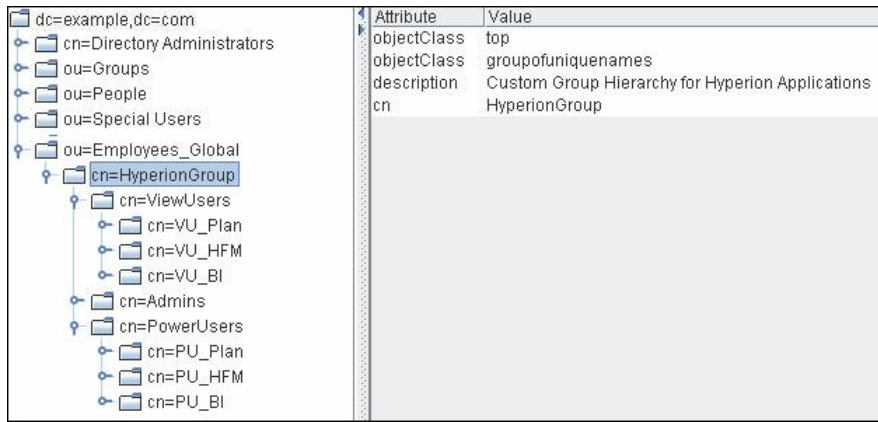 dc=example,dc=com
cn=Directory Administrators
ou=Groups
ou=People
ou=Special Users
ou=Employees_Global
cn=HyperionGroup
cn=ViewUsers
cn=VU_Plan
cn=VU_HFM
cn=VU_BI
cn=Admins
cn=PowerUsers
cn=PU_Plan
cn=PU_HFM
cn=PU_BI
Attribute Value
objectClass top
objectClass groupofuniquenames
description Custom Group Hierarchy for Hyperion Applications
cn HyperionGroup